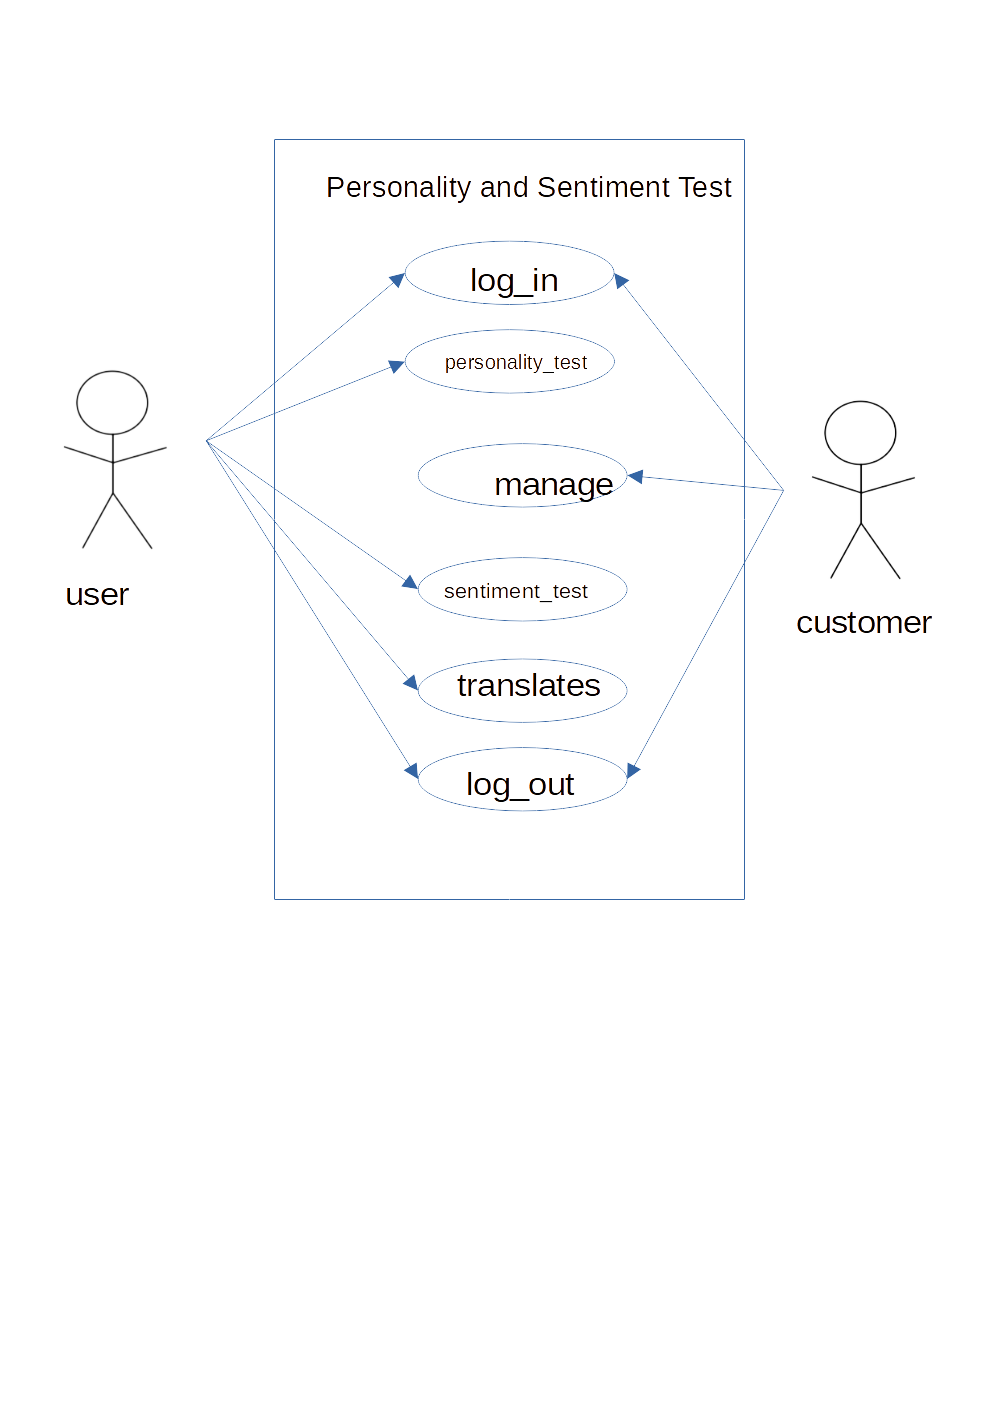 Personality and Sentiment Test
log_in
personality_test
manage
sentiment_test
user
customer
translates
log_out